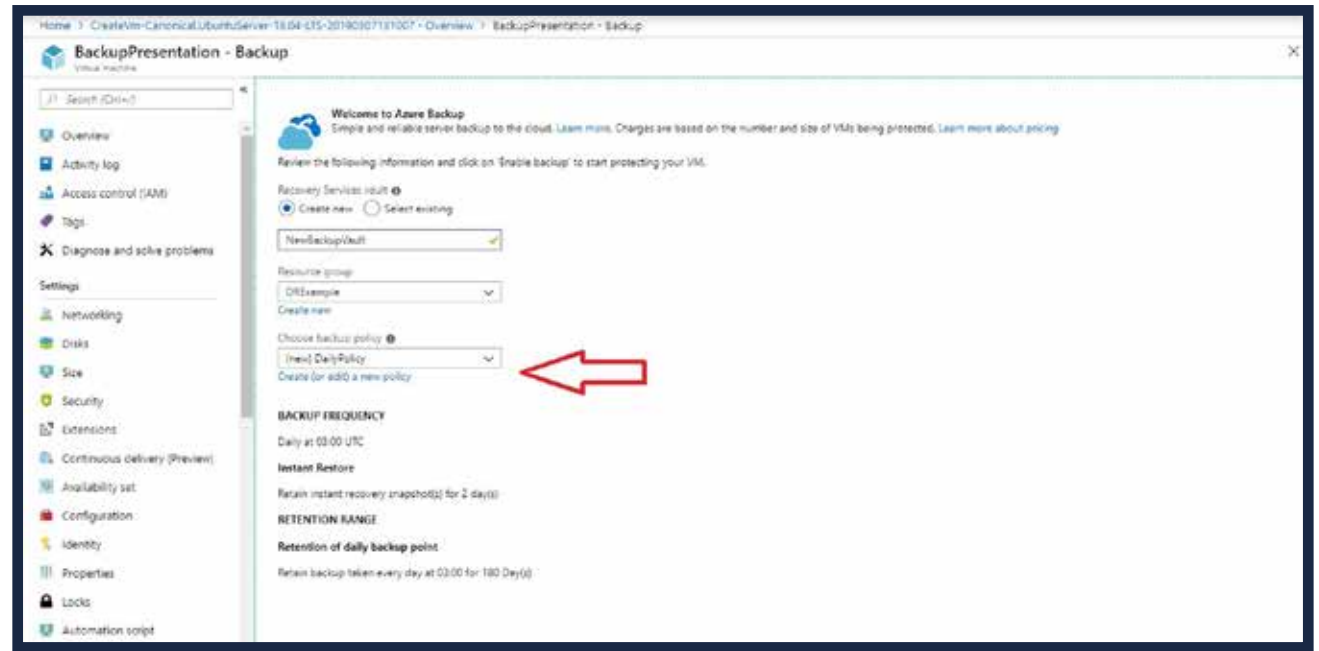 Home > CreateVm-Canonical.UbuntuServer-18.04-LTS-20190307131007 - Overview > BackupPresentation - Backup
BackupPresentation - Backup
Virtual machine
Search (Ctrl+/)
Overview
Activity log
Access control (IAM)
Tags
Diagnose and solve problems
Settings
Networking
Disks
Size
Security
Extensions
Continuous delivery (Preview)
Availability set
Configuration
Identity
Properties
Locks
Automation script
Welcome to Azure Backup
Simple and reliable server backup to the cloud. Learn more. Charges are based on the number and size of VMs being protected. Learn more about pricing
Review the following information and click on 'Enable backup' to start protecting your VM.
Recovery Services vault
Create new Select existing
NewBackupVault
Resource group
DRExample
Create new
Choose backup policy
(new) DailyPolicy
Create (or edit) a new policy
BACKUP FREQUENCY
Daily at 03:00 UTC
Instant Restore
Retain instant recovery snapshot(s) for 2 day(s)
RETENTION RANGE
Retention of daily backup point
Retain backup taken every day at 03:00 for 180 Day(s)